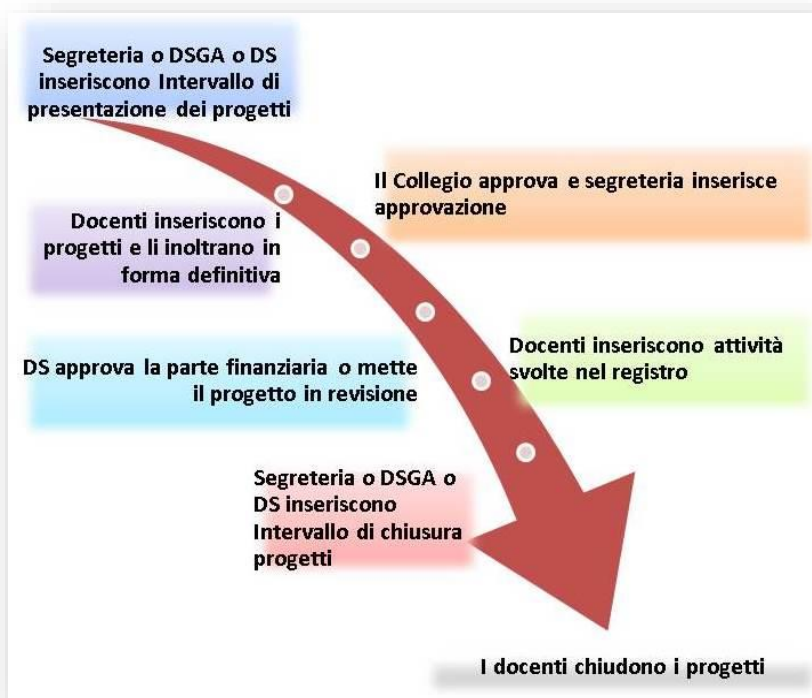 Segreteria o DSGA o DS
inseriscono Intervallo di
presentazione dei progetti
Il Collegio approva e segreteria inserisce
approvazione
Docenti inseriscono i
progetti e li inoltrano in
forma definitiva
Docenti inseriscono attività
svolte nel registro
DS approva la parte finanziaria o mette
il progetto in revisione
Segreteria o DSGA o
DS inseriscono
Intervallo di chiusura
progetti
I docenti chiudono i progetti